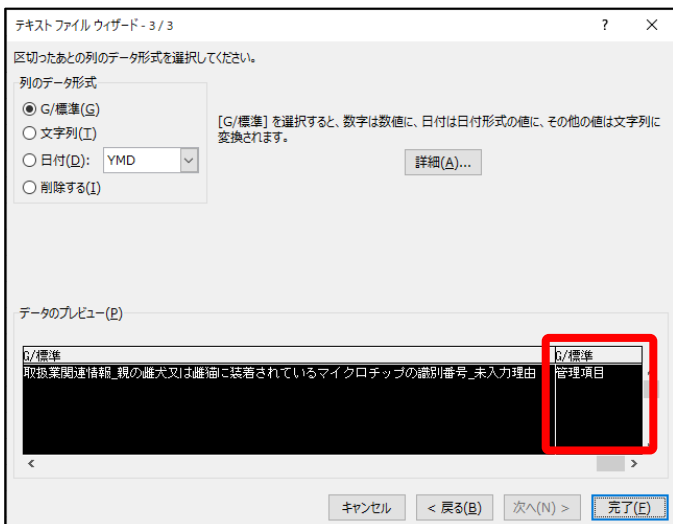 テキスト ファイル ウィザード - 3 / 3
?
×
区切ったあとの列のデータ形式を選択してください。
列のデータ形式
G/標準(G)
文字列(T)
日付(D): YMD
削除する(I)
[G/標準] を選択すると、数字は数値に、日付は日付形式の値に、その他の値は文字列に
変換されます。
詳細(A)...
データのプレビュー(P)
G/標準 G/標準
取扱業関連情報_親の雌犬又は雌猫に装着されているマイクロチップの識別番号_未入力理由 管理項目
キャンセル < 戻る(B) 次へ(N) > 完了(F)